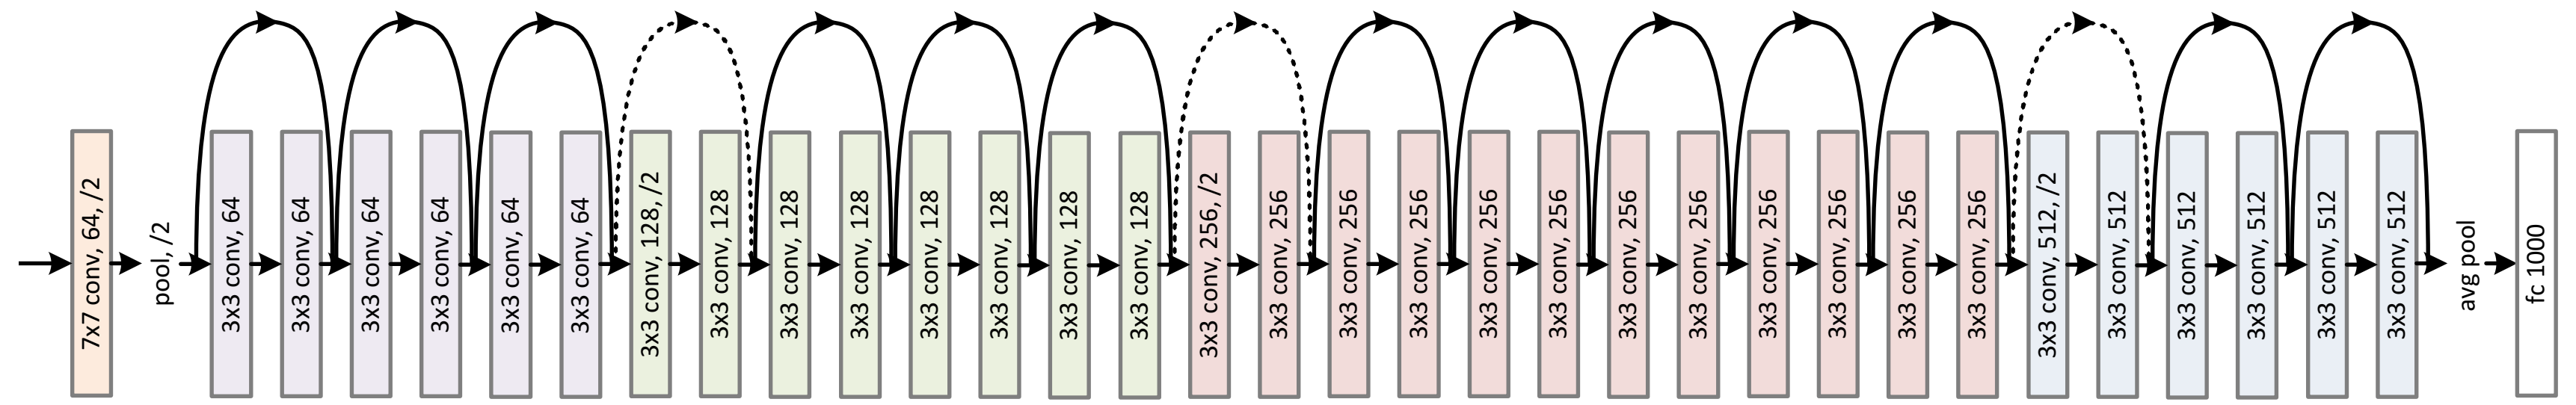 7x7 conv, 64, /2
pool, /2
3x3 conv, 64
3x3 conv, 64
3x3 conv, 64
3x3 conv, 64
3x3 conv, 64
3x3 conv, 64
3x3 conv, 128, /2
3x3 conv, 128
3x3 conv, 128
3x3 conv, 128
3x3 conv, 128
3x3 conv, 128
3x3 conv, 128
3x3 conv, 128
3x3 conv, 256, /2
3x3 conv, 256
3x3 conv, 256
3x3 conv, 256
3x3 conv, 256
3x3 conv, 256
3x3 conv, 256
3x3 conv, 256
3x3 conv, 256
3x3 conv, 256
3x3 conv, 256
3x3 conv, 256
3x3 conv, 512, /2
3x3 conv, 512
3x3 conv, 512
3x3 conv, 512
3x3 conv, 512
3x3 conv, 512
avg pool
fc 1000